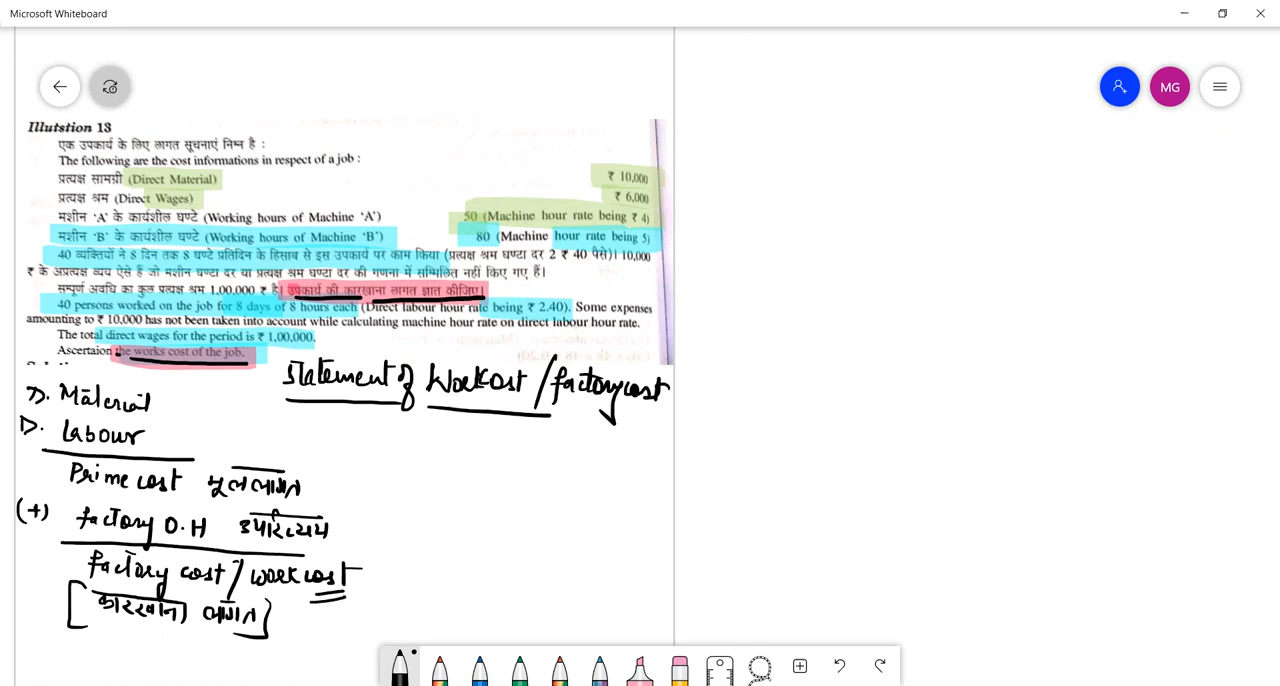 Microsoft Whiteboard
MG
Illutstion 13
एक उपकार्य के लिए लागत सूचनाएं निम्न है :
The following are the cost informations in respect of a job :
प्रत्यक्ष सामग्री (Direct Material) ₹ 10,000
प्रत्यक्ष श्रम (Direct Wages) ₹ 6,000
मशीन 'A' के कार्यशील घण्टे (Working hours of Machine 'A') 50 (Machine hour rate being ₹ 4)
मशीन 'B' के कार्यशील घण्टे (Working hours of Machine 'B') 80 (Machine hour rate being 5)
40 व्यक्तियों ने 8 दिन तक 8 घण्टे प्रतिदिन के हिसाब से इस उपकार्य पर काम किया (प्रत्यक्ष श्रम घण्टा दर 2 ₹ 40 पैसे)। 10,000
₹ के अप्रत्यक्ष व्यय ऐसे हैं जो मशीन घण्टा दर या प्रत्यक्ष श्रम घण्टा दर की गणना में सम्मिलित नहीं किए गए हैं।
सम्पूर्ण अवधि का कुल प्रत्यक्ष श्रम 1,00,000 ₹ है। उपकार्य की कारखाना लागत ज्ञात कीजिए।
40 persons worked on the job for 8 days of 8 hours each (Direct labour hour rate being ₹ 2.40). Some expenses
amounting to ₹ 10,000 has not been taken into account while calculating machine hour rate on direct labour hour rate.
The total direct wages for the period is ₹ 1,00,000.
Ascertaion the works cost of the job.
Statement of Work Cost / factory cost
D. Material
D. Labour
Prime cost मूल लागत
(+) factory O.H उपरिव्यय
factory cost / work cost
[कारखाना लागत]